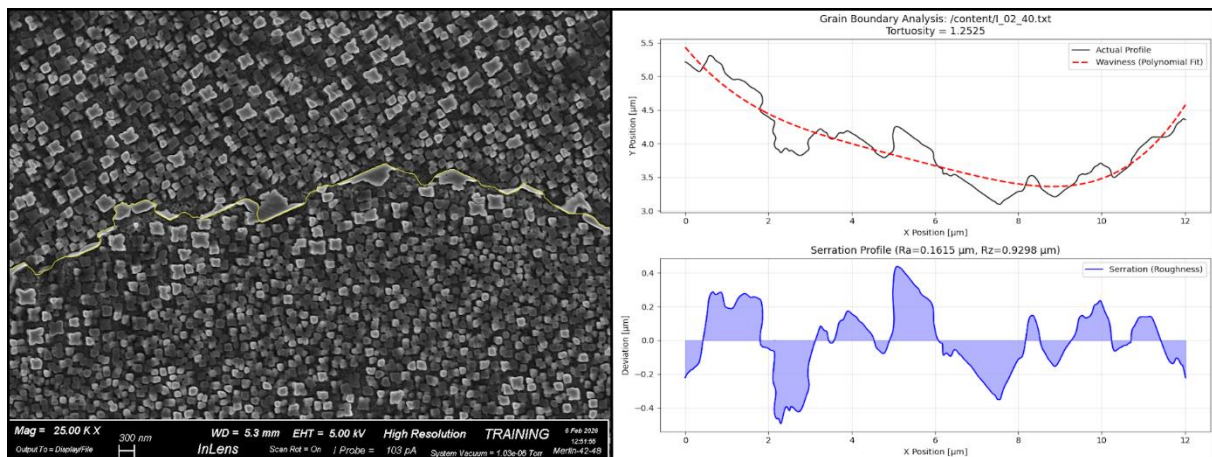 Mag = 25.00 K X
300 nm
WD = 5.3 mm
EHT = 5.00 kV
High Resolution
TRAINING
6 Feb 2026
12:51:56
Output To = Display/File
InLens
Scan Rot = On
I Probe = 103 pA
System Vacuum = 1.03e-06 Torr
Merlin-42-48
Grain Boundary Analysis: /content/I_02_40.txt
Tortuosity = 1.2525
Actual Profile
Waviness (Polynomial Fit)
Y Position [μm]
5.5
5.0
4.5
4.0
3.5
3.0
0 2 4 6 8 10 12
X Position [μm]
Serration Profile (Ra=0.1615 μm, Rz=0.9298 μm)
Serration (Roughness)
Deviation [μm]
0.4
0.2
0.0
−0.2
−0.4
0 2 4 6 8 10 12
X Position [μm]